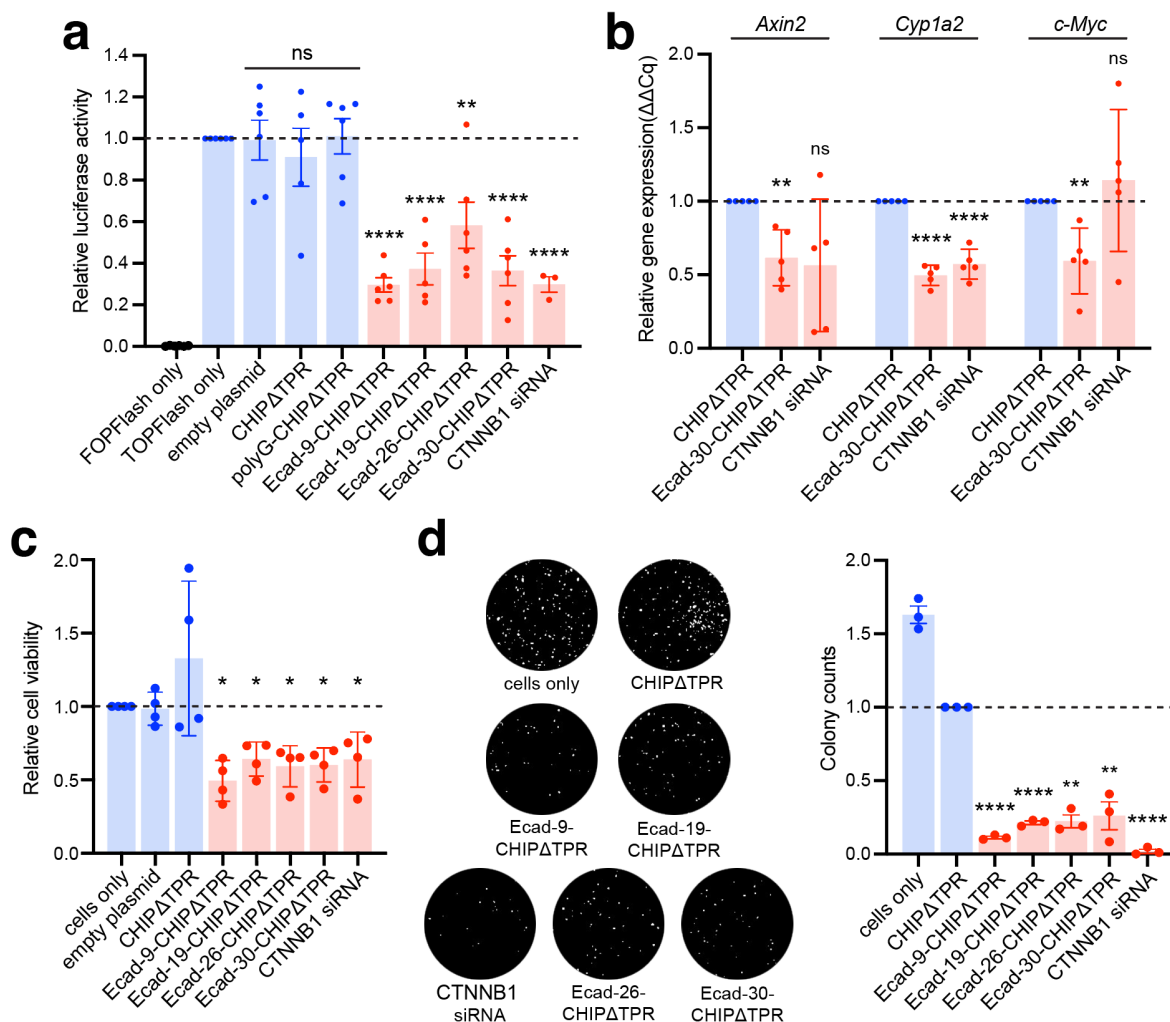 a
ns
Relative luciferase activity
1.4
1.2
1.0
0.8
0.6
0.4
0.2
0.0
**
****
****
****
****
FOPFlash only
TOPFlash only
empty plasmid
CHIPΔTPR
polyG-CHIPΔTPR
Ecad-9-CHIPΔTPR
Ecad-19-CHIPΔTPR
Ecad-26-CHIPΔTPR
Ecad-30-CHIPΔTPR
CTNNB1 siRNA
b
Axin2
Cyp1a2
c-Myc
Relative gene expression(ΔΔCq)
2.0
1.5
1.0
0.5
0.0
**
ns
****
****
**
ns
CHIPΔTPR
Ecad-30-CHIPΔTPR
CTNNB1 siRNA
CHIPΔTPR
Ecad-30-CHIPΔTPR
CTNNB1 siRNA
CHIPΔTPR
Ecad-30-CHIPΔTPR
CTNNB1 siRNA
c
Relative cell viability
2.0
1.5
1.0
0.5
0.0
* * * * *
cells only
empty plasmid
CHIPΔTPR
Ecad-9-CHIPΔTPR
Ecad-19-CHIPΔTPR
Ecad-26-CHIPΔTPR
Ecad-30-CHIPΔTPR
CTNNB1 siRNA
d
cells only
CHIPΔTPR
Ecad-9-
CHIPΔTPR
Ecad-19-
CHIPΔTPR
CTNNB1
siRNA
Ecad-26-
CHIPΔTPR
Ecad-30-
CHIPΔTPR
Colony counts
2.0
1.5
1.0
0.5
0.0
****
****
**
**
****
cells only
CHIPΔTPR
Ecad-9-CHIPΔTPR
Ecad-19-CHIPΔTPR
Ecad-26-CHIPΔTPR
Ecad-30-CHIPΔTPR
CTNNB1 siRNA